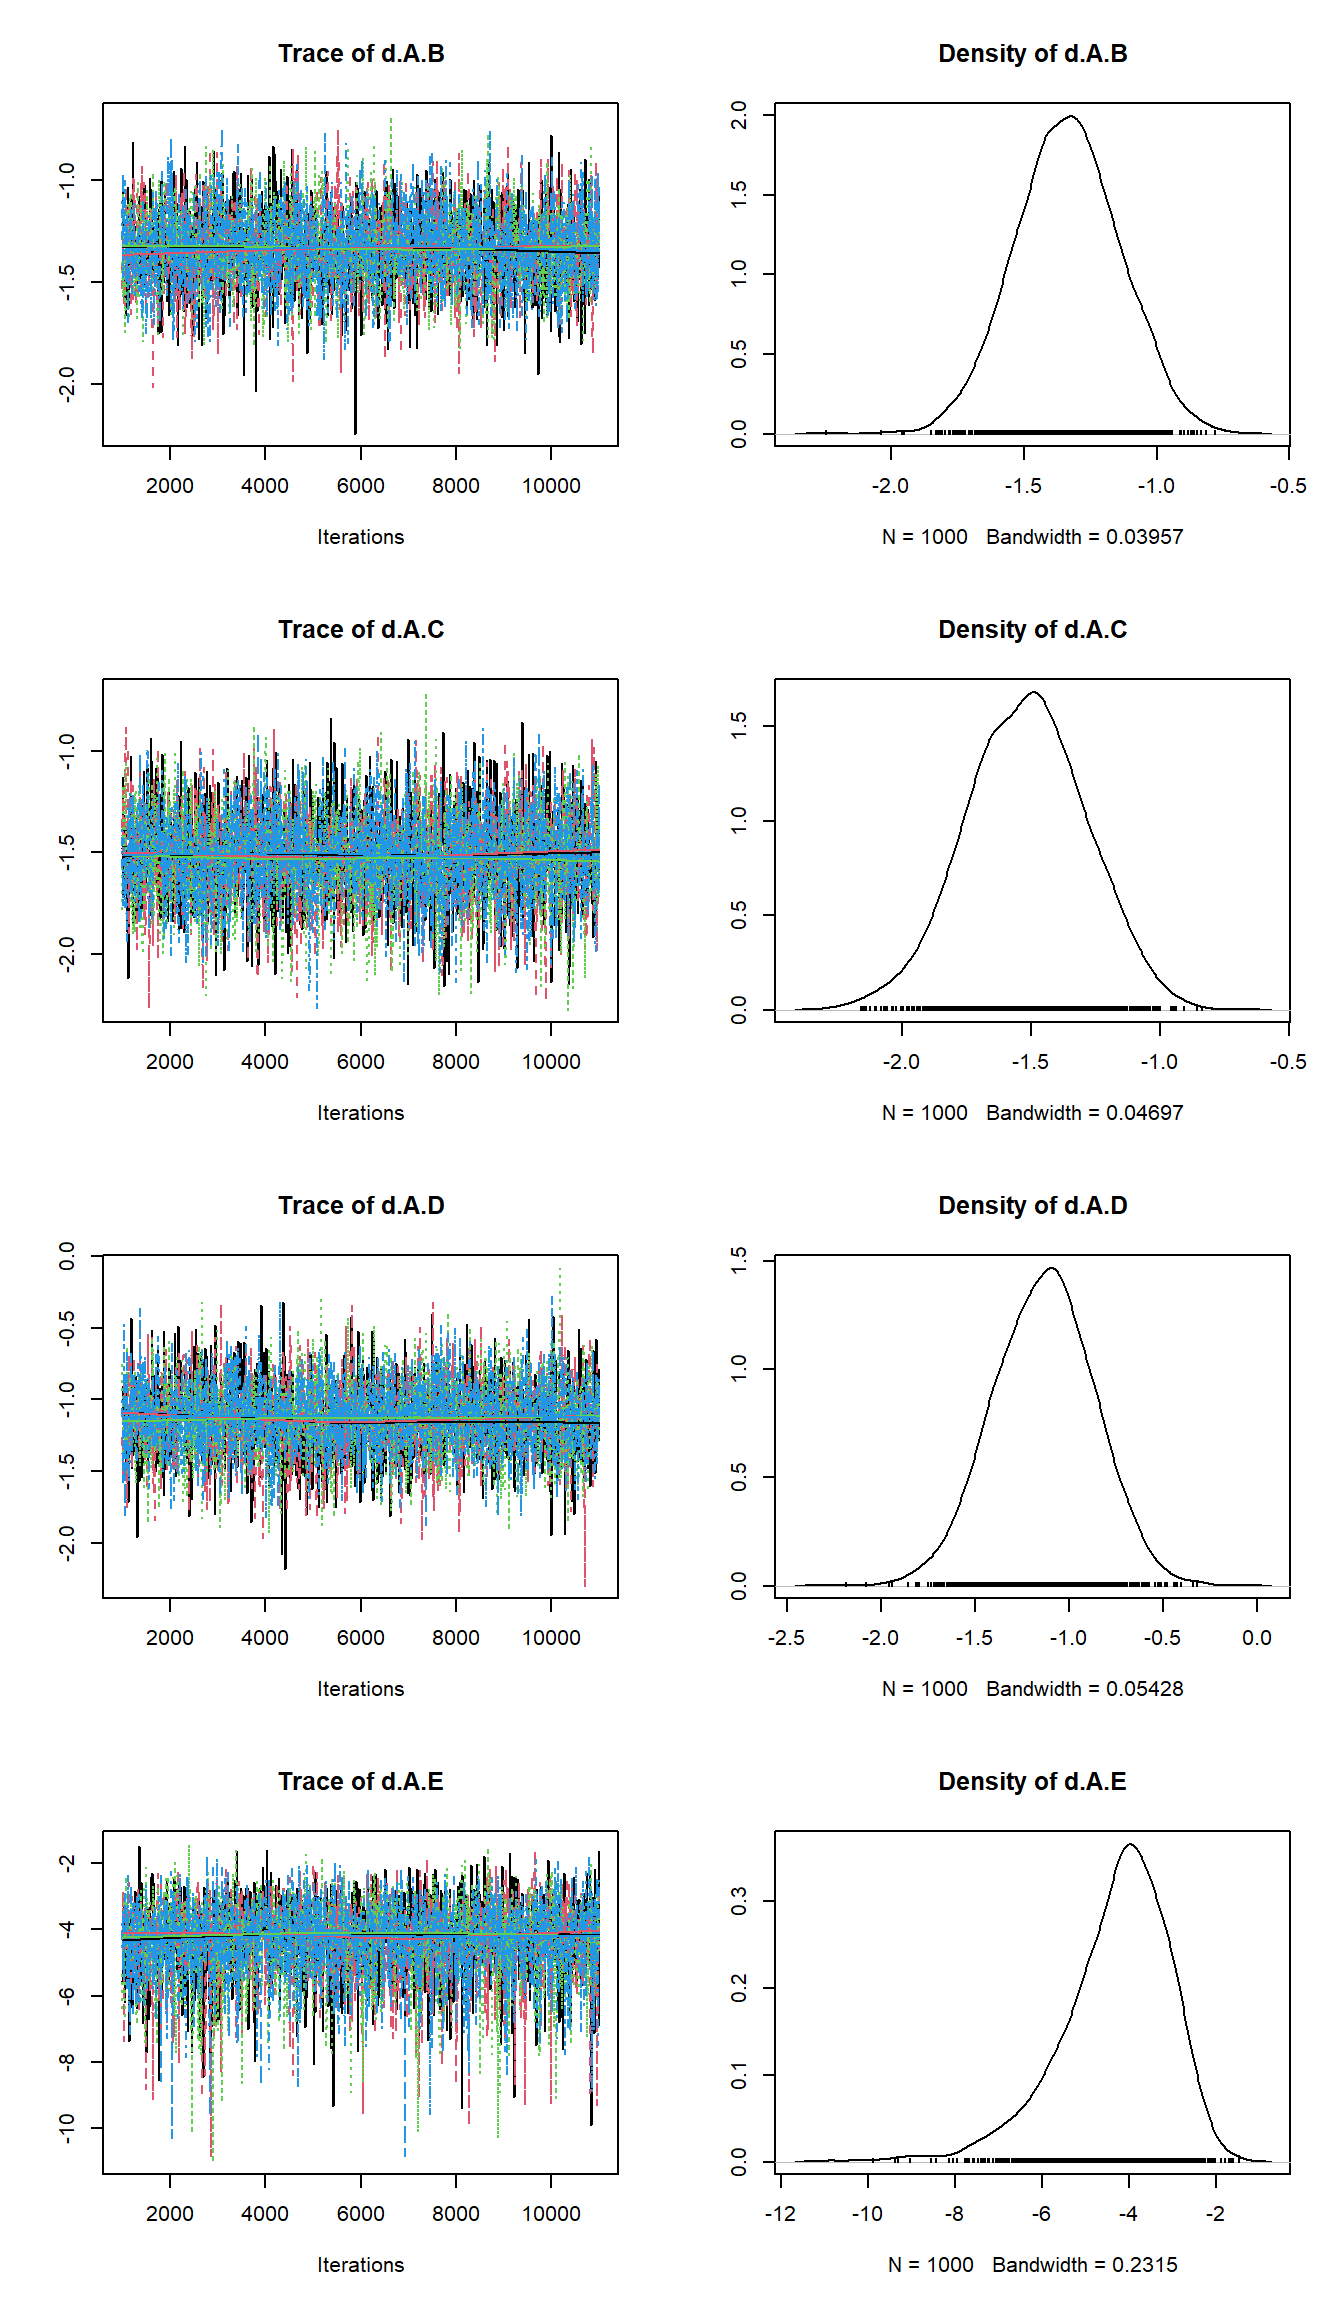 Trace of d.A.B
-1.0
-1.5
-2.0
2000 4000 6000 8000 10000
Iterations
Density of d.A.B
2.0
1.5
1.0
0.5
0.0
-2.0 -1.5 -1.0 -0.5
N = 1000 Bandwidth = 0.03957
Trace of d.A.C
-1.0
-1.5
-2.0
2000 4000 6000 8000 10000
Iterations
Density of d.A.C
1.5
1.0
0.5
0.0
-2.0 -1.5 -1.0 -0.5
N = 1000 Bandwidth = 0.04697
Trace of d.A.D
0.0
-0.5
-1.0
-1.5
-2.0
2000 4000 6000 8000 10000
Iterations
Density of d.A.D
1.5
1.0
0.5
0.0
-2.5 -2.0 -1.5 -1.0 -0.5 0.0
N = 1000 Bandwidth = 0.05428
Trace of d.A.E
-2
-4
-6
-8
-10
2000 4000 6000 8000 10000
Iterations
Density of d.A.E
0.3
0.2
0.1
0.0
-12 -10 -8 -6 -4 -2
N = 1000 Bandwidth = 0.2315